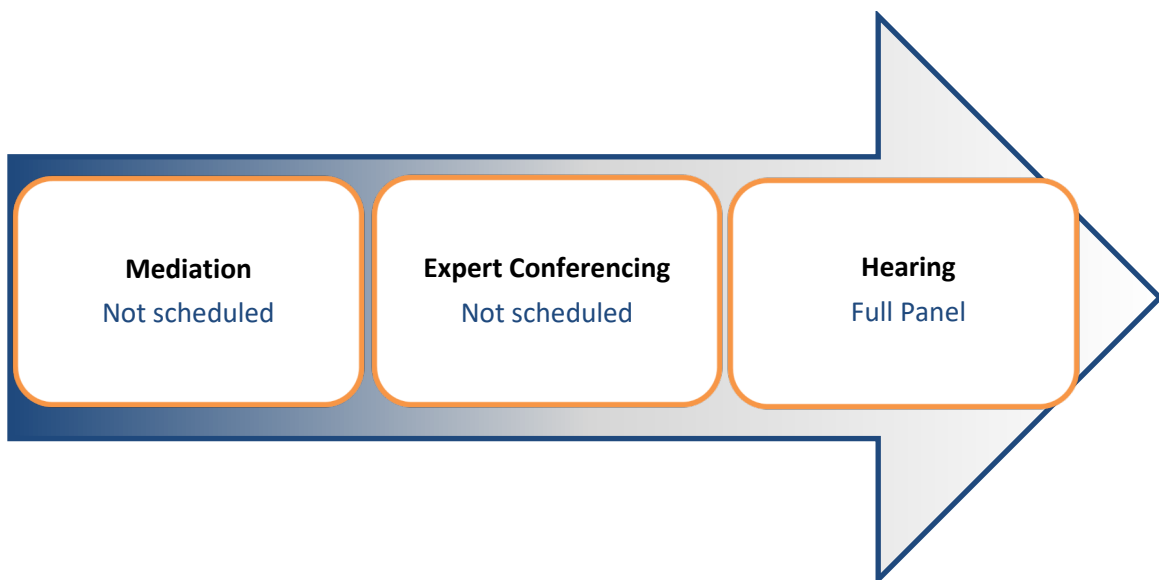 Mediation
Not scheduled
Expert Conferencing
Not scheduled
Hearing
Full Panel